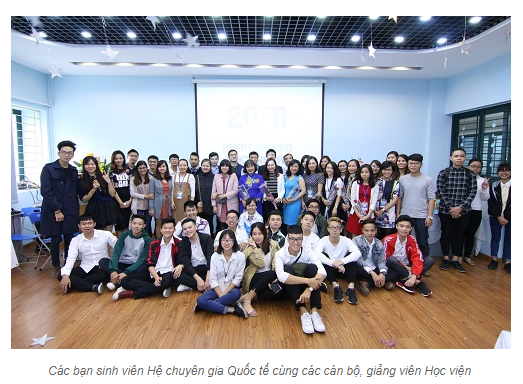 20/11
Các bạn sinh viên Hệ chuyên gia Quốc tế cùng các cán bộ, giảng viên Học viện